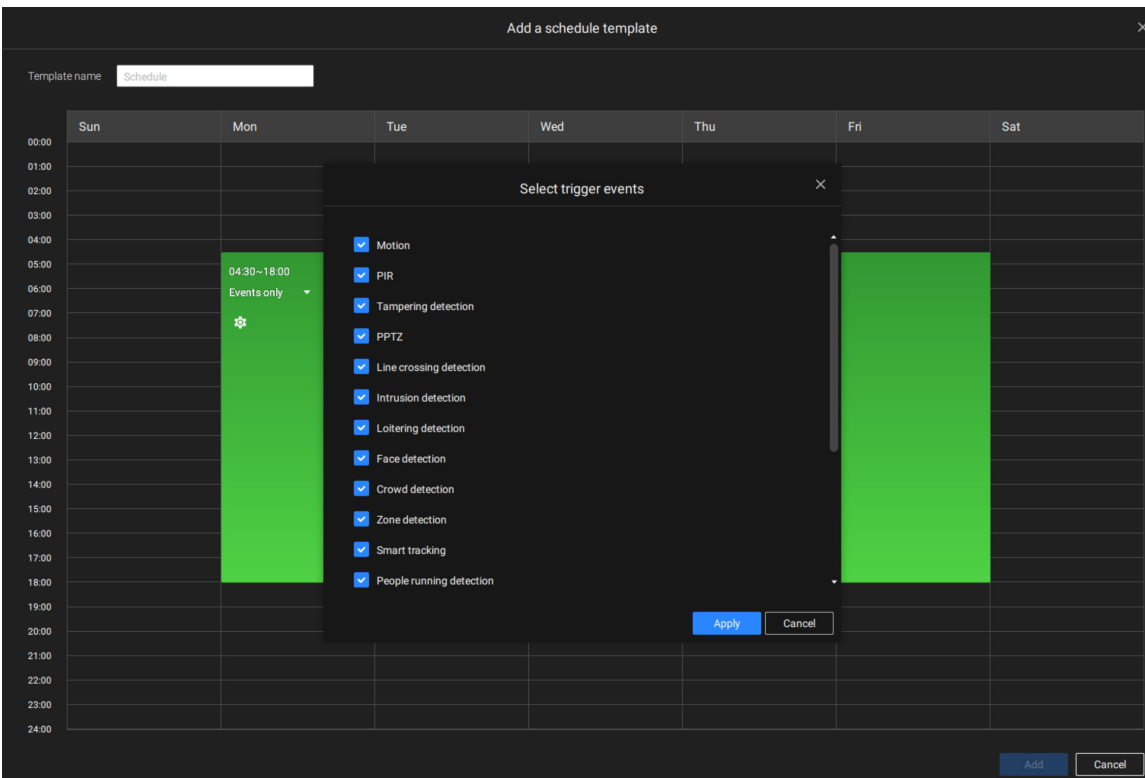 Add a schedule template
Template name Schedule
Sun Mon Tue Wed Thu Fri Sat
00:00
01:00
02:00
03:00
04:00
05:00
06:00
07:00
08:00
09:00
10:00
11:00
12:00
13:00
14:00
15:00
16:00
17:00
18:00
19:00
20:00
21:00
22:00
23:00
24:00
04:30~18:00
Events only
Select trigger events
Motion
PIR
Tampering detection
PPTZ
Line crossing detection
Intrusion detection
Loitering detection
Face detection
Crowd detection
Zone detection
Smart tracking
People running detection
Apply Cancel
Add Cancel